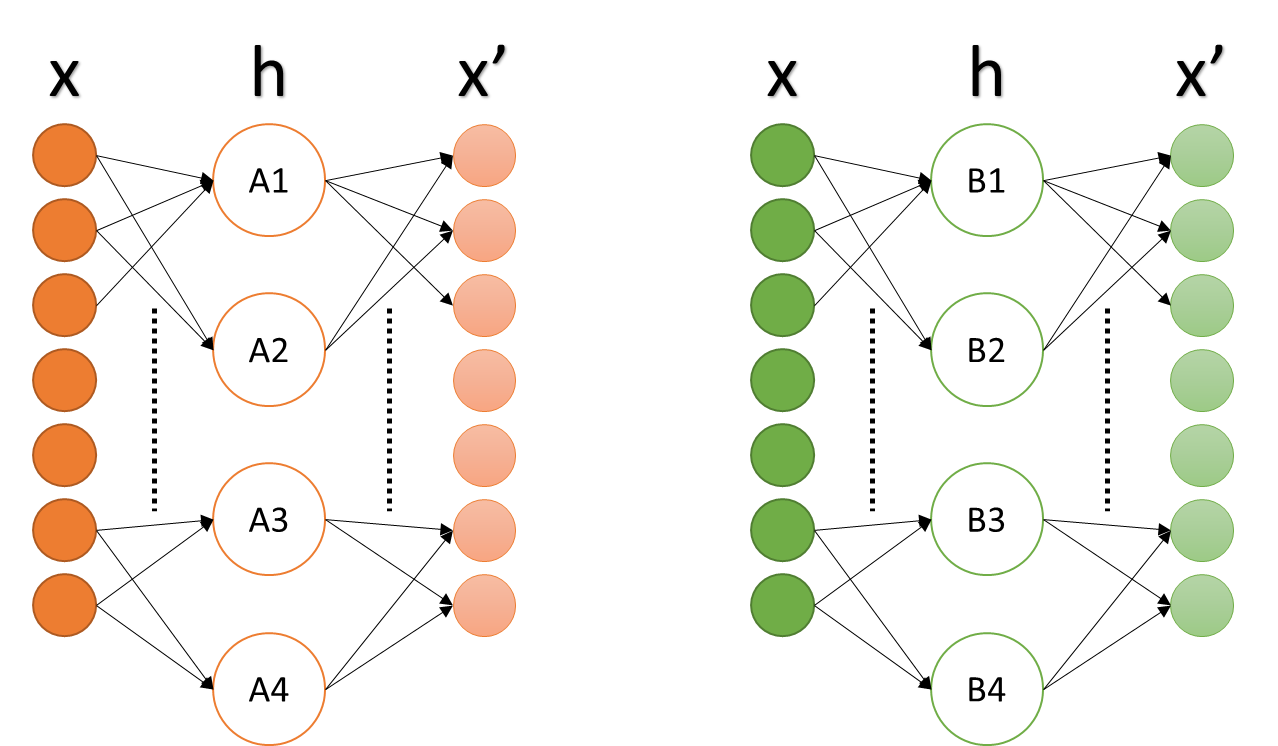 x h x’ x h x’
A1 B1
A2 B2
A3 B3
A4 B4